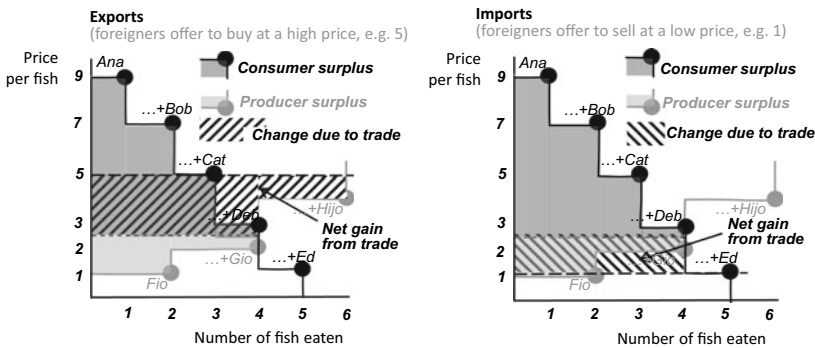 Exports
(foreigners offer to buy at a high price, e.g. 5)
Price
per fish
9
7
5
3
2
1
Ana
…+Bob
…+Cat
…+Deb
…+Ed
Fio
…+Gio
…+Hijo
Consumer surplus
Producer surplus
Change due to trade
Net gain
from trade
1 2 3 4 5 6
Number of fish eaten
Imports
(foreigners offer to sell at a low price, e.g. 1)
Price
per fish
9
7
5
3
2
1
Ana
…+Bob
…+Cat
…+Deb
…+Ed
Fio
…+Hijo
Consumer surplus
Producer surplus
Change due to trade
Net gain
from trade
1 2 3 4 5 6
Number of fish eaten